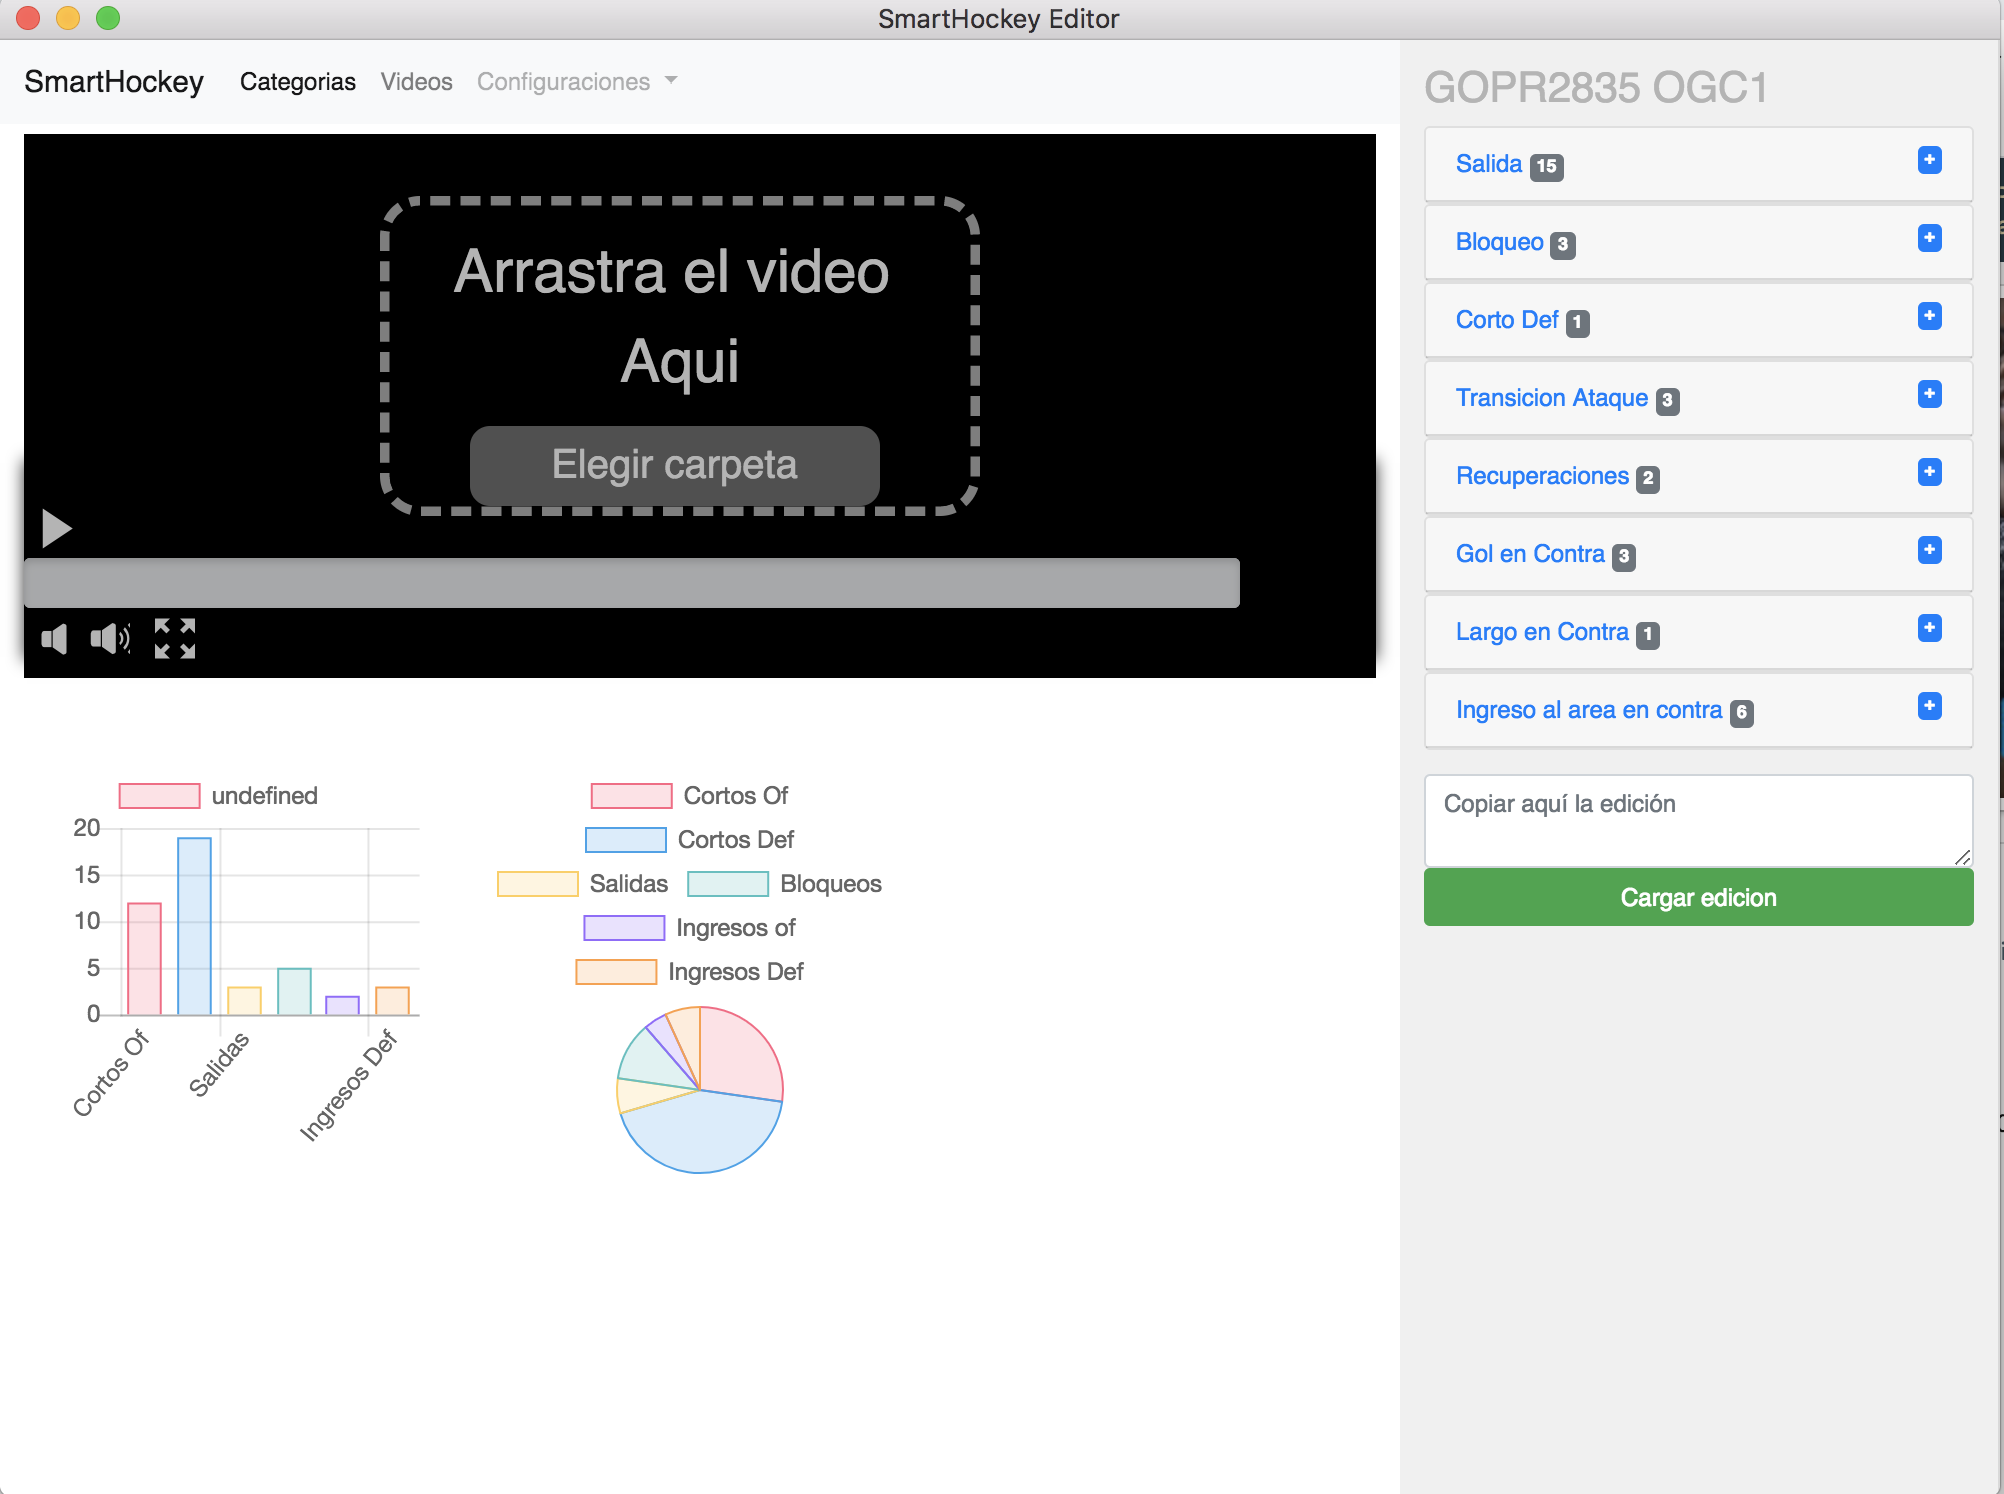 SmartHockey Editor
SmartHockey Categorias Videos Configuraciones
Arrastra el video
Aqui
Elegir carpeta
undefined
20
15
10
5
0
Cortos Of
Salidas
Ingresos Def
Cortos Of
Cortos Def
Salidas Bloqueos
Ingresos of
Ingresos Def
GOPR2835 OGC1
Salida 15
Bloqueo 3
Corto Def 1
Transicion Ataque 3
Recuperaciones 2
Gol en Contra 3
Largo en Contra 1
Ingreso al area en contra 6
Copiar aquí la edición
Cargar edicion